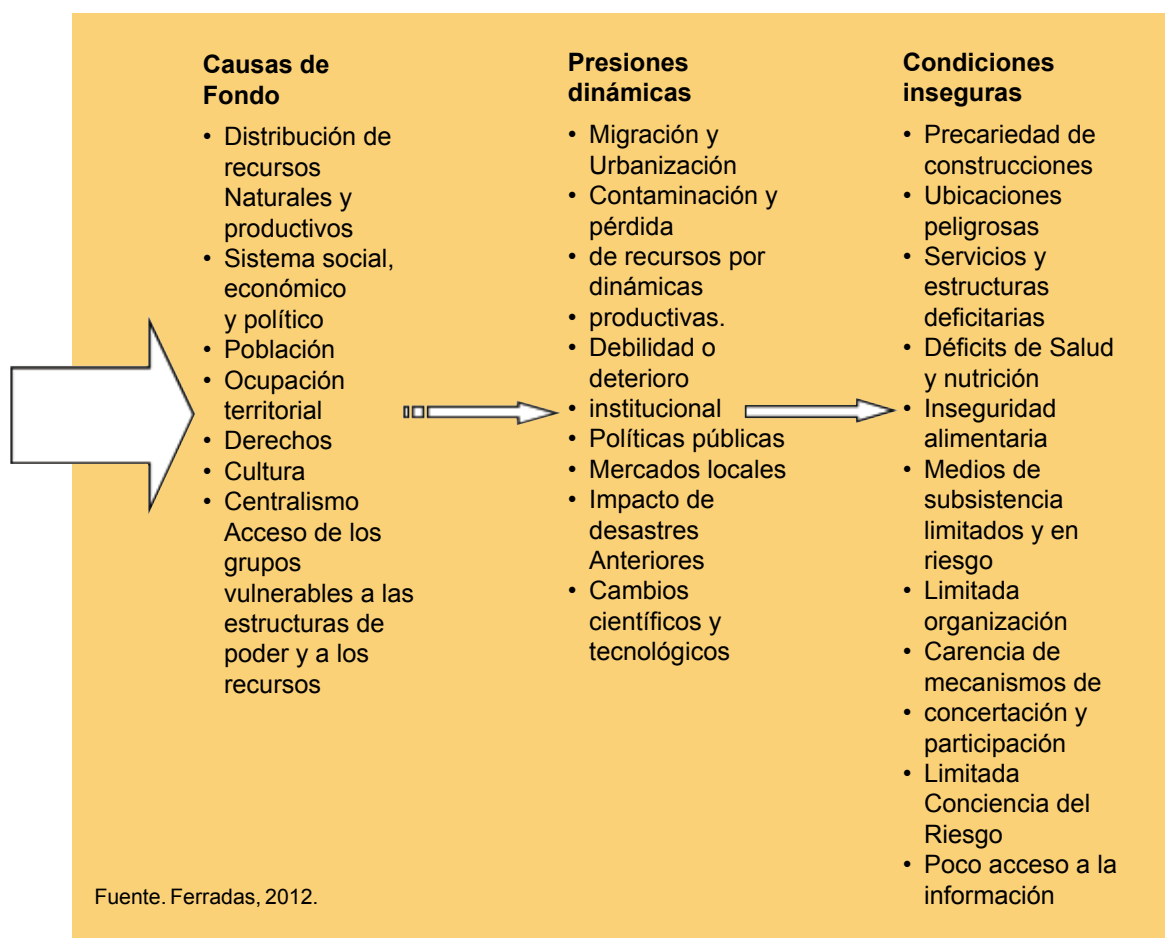 Causas de
Fondo
• Distribución de
recursos
Naturales y
productivos
• Sistema social,
económico
y político
• Población
• Ocupación
territorial
• Derechos
• Cultura
• Centralismo
Acceso de los
grupos
vulnerables a las
estructuras de
poder y a los
recursos
Presiones
dinámicas
• Migración y
Urbanización
• Contaminación y
pérdida
• de recursos por
dinámicas
• productivas.
• Debilidad o
deterioro
• institucional
• Políticas públicas
• Mercados locales
• Impacto de
desastres
Anteriores
• Cambios
científicos y
tecnológicos
Condiciones
inseguras
• Precariedad de
construcciones
• Ubicaciones
peligrosas
• Servicios y
estructuras
deficitarias
• Déficits de Salud
y nutrición
• Inseguridad
alimentaria
• Medios de
subsistencia
limitados y en
riesgo
• Limitada
organización
• Carencia de
mecanismos de
• concertación y
participación
• Limitada
Conciencia del
Riesgo
• Poco acceso a la
información
Fuente. Ferradas, 2012.